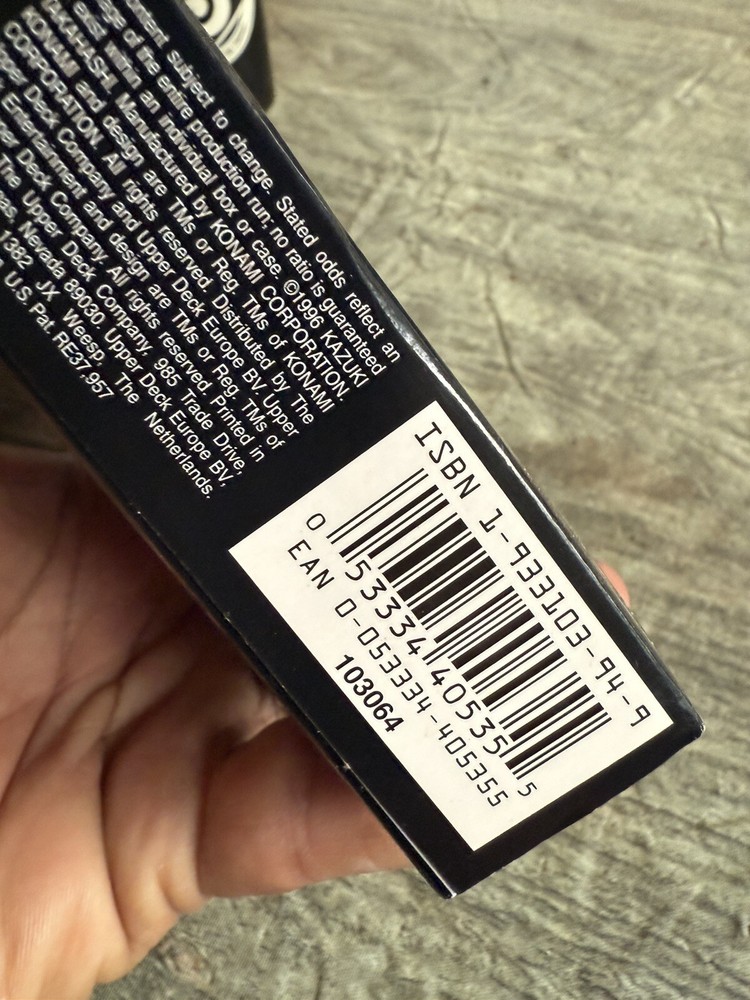 subject to change. Stated odds reflect an
of the entire production run; no ratio is guaranteed
within an individual box or case. ©1996 KAZUKI
TAKAHASHI. Manufactured by KONAMI CORPORATION.
KONAMI and design are TMs or Reg. TMs of KONAMI
CORPORATION. All rights reserved. Distributed by The
Deck Company and Upper Deck Europe BV. Upper
Entertainment and design are TMs or Reg. TMs of
Upper Deck Company. All rights reserved. Printed in
The Upper Deck Company, 985 Trade Drive,
Nevada 89030 Upper Deck Europe BV,
1382 JX Weesp, The Netherlands.
U.S. Pat. RE37,957
ISBN 1-933103-94-9
0 53334 40535 5
EAN 0-053334-405355
103064